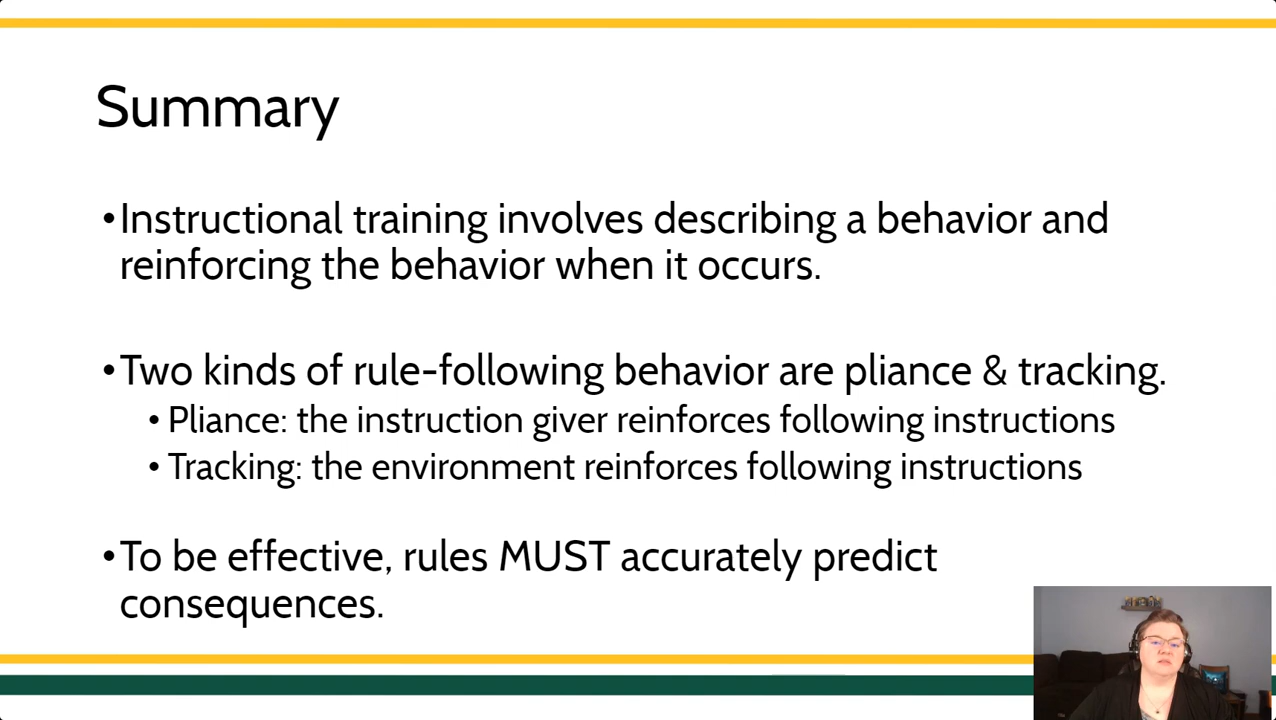 Summary
•Instructional training involves describing a behavior and
reinforcing the behavior when it occurs.
•Two kinds of rule-following behavior are pliance & tracking.
• Pliance: the instruction giver reinforces following instructions
• Tracking: the environment reinforces following instructions
•To be effective, rules MUST accurately predict
consequences.